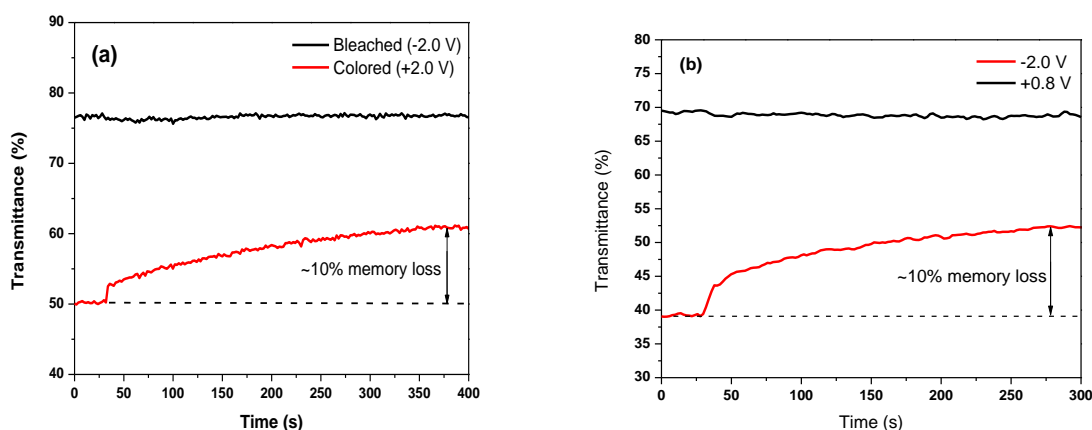 (a)
Bleached (-2.0 V)
Colored (+2.0 V)
~10% memory loss
Transmittance (%)
90
80
70
60
50
40
0 50 100 150 200 250 300 350 400
Time (s)
(b)
-2.0 V
+0.8 V
~10% memory loss
Transmittance (%)
80
75
70
65
60
55
50
45
40
35
30
0 50 100 150 200 250 300
Time (s)